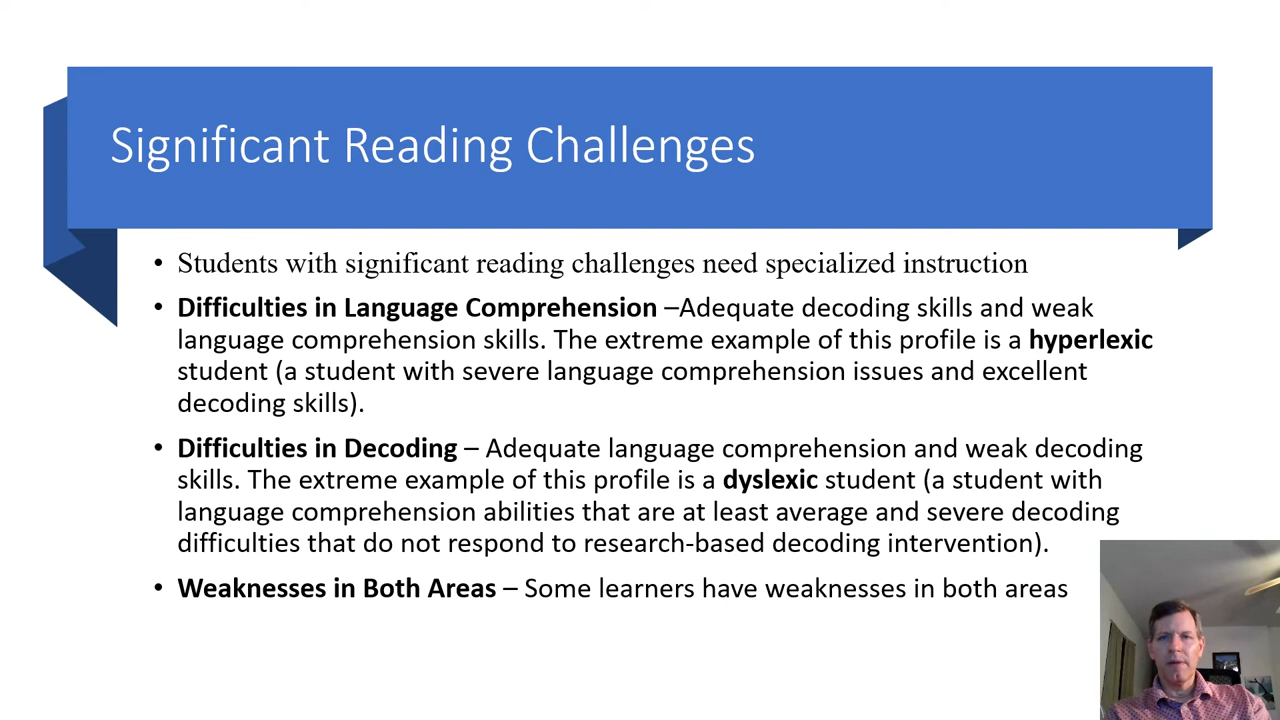 Significant Reading Challenges
• Students with significant reading challenges need specialized instruction
• Difficulties in Language Comprehension –Adequate decoding skills and weak
language comprehension skills. The extreme example of this profile is a hyperlexic
student (a student with severe language comprehension issues and excellent
decoding skills).
• Difficulties in Decoding – Adequate language comprehension and weak decoding
skills. The extreme example of this profile is a dyslexic student (a student with
language comprehension abilities that are at least average and severe decoding
difficulties that do not respond to research-based decoding intervention).
• Weaknesses in Both Areas – Some learners have weaknesses in both areas